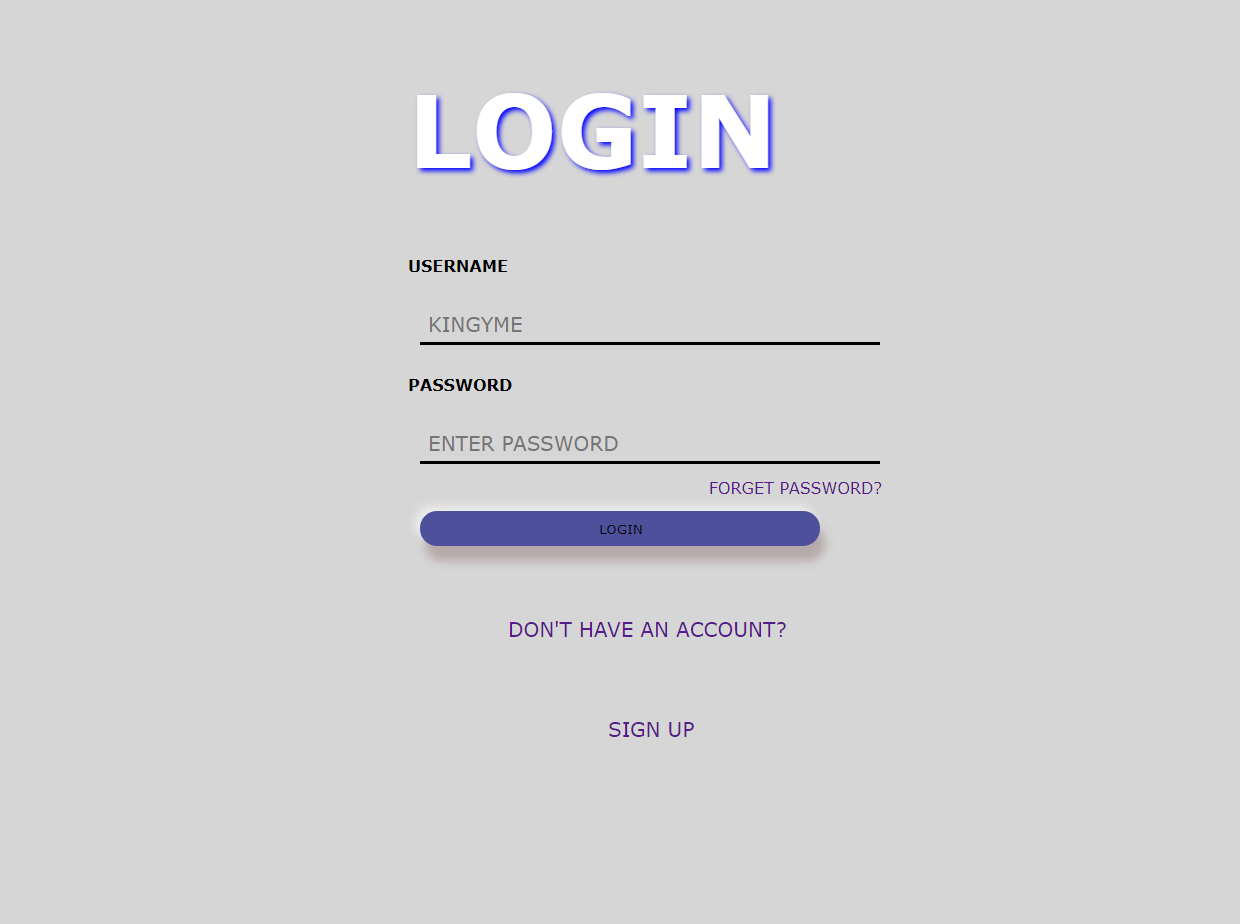 LOGIN
USERNAME
KINGYME
PASSWORD
ENTER PASSWORD
FORGET PASSWORD?
LOGIN
DON'T HAVE AN ACCOUNT?
SIGN UP